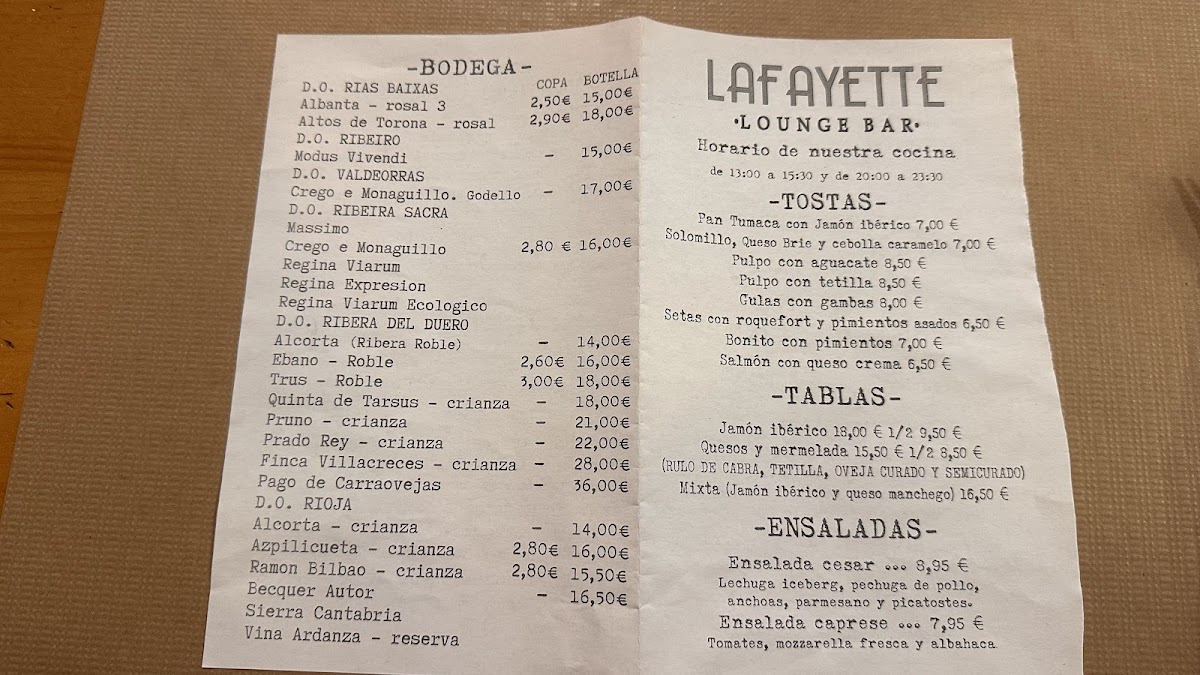 -BODEGA-
COPA BOTELLA
D.O. RIAS BAIXAS
Albanta - rosal 3 2,50€ 15,00€
Altos de Torona - rosal 2,90€ 18,00€
D.O. RIBEIRO
Modus Vivendi - 15,00€
D.O. VALDEORRAS
Crego e Monaguillo. Godello - 17,00€
D.O. RIBEIRA SACRA
Massimo
Crego e Monaguillo 2,80 € 16,00€
Regina Viarum
Regina Expresion
Regina Viarum Ecologico
D.O. RIBERA DEL DUERO
Alcorta (Ribera Roble) - 14,00€
Ebano - Roble 2,60€ 16,00€
Trus - Roble 3,00€ 18,00€
Quinta de Tarsus - crianza - 18,00€
Pruno - crianza - 21,00€
Prado Rey - crianza - 22,00€
Finca Villacreces - crianza - 28,00€
Pago de Carraovejas - 36,00€
D.O. RIOJA
Alcorta - crianza - 14,00€
Azpilicueta - crianza 2,80€ 16,00€
Ramon Bilbao - crianza 2,80€ 15,50€
Becquer Autor - 16,50€
Sierra Cantabria
Vina Ardanza - reserva
LAFAYETTE
•LOUNGE BAR•
Horario de nuestra cocina
de 13:00 a 15:30 y de 20:00 a 23:30
-TOSTAS-
Pan Tumaca con Jamón ibérico 7,00 €
Solomillo, Queso Brie y cebolla caramelo 7,00 €
Pulpo con aguacate 8,50 €
Pulpo con tetilla 8,50 €
Gulas con gambas 8,00 €
Setas con roquefort y pimientos asados 6,50 €
Bonito con pimientos 7,00 €
Salmón con queso crema 6,50 €
-TABLAS-
Jamón ibérico 18,00 € 1/2 9,50 €
Quesos y mermelada 15,50 € 1/2 8,50 €
(RULO DE CABRA, TETILLA, OVEJA CURADO Y SEMICURADO)
Mixta (Jamón ibérico y queso manchego) 16,50 €
-ENSALADAS-
Ensalada cesar ... 8,95 €
Lechuga iceberg, pechuga de pollo,
anchoas, parmesano y picatostes.
Ensalada caprese ... 7,95 €
Tomates, mozzarella fresca y albahaca